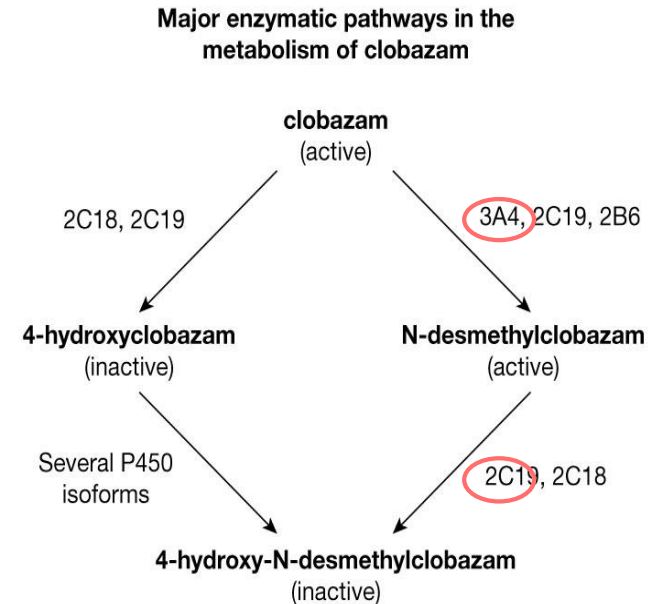 Major enzymatic pathways in the
metabolism of clobazam
clobazam
(active)
2C18, 2C19
3A4, 2C19, 2B6
4-hydroxyclobazam
(inactive)
N-desmethylclobazam
(active)
Several P450
isoforms
2C19, 2C18
4-hydroxy-N-desmethylclobazam
(inactive)